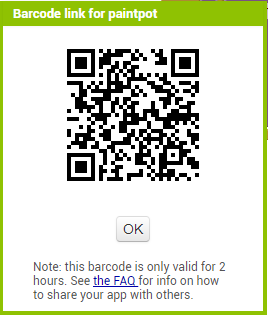 Barcode link for paintpot
OK
Note: this barcode is only valid for 2
hours. See the FAQ for info on how
to share your app with others.